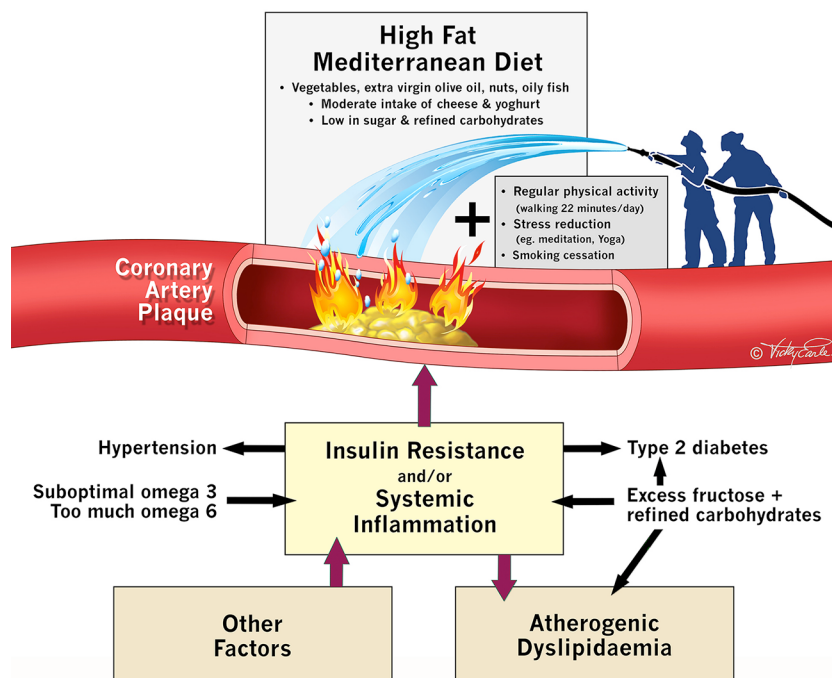 High Fat
Mediterranean Diet
• Vegetables, extra virgin olive oil, nuts, oily fish
• Moderate intake of cheese & yoghurt
• Low in sugar & refined carbohydrates
+
• Regular physical activity
(walking 22 minutes/day)
• Stress reduction
(eg. meditation, Yoga)
• Smoking cessation
Coronary
Artery
Plaque
© Vicky Earle
Hypertension
Insulin Resistance
and/or
Systemic
Inflammation
Type 2 diabetes
Suboptimal omega 3
Too much omega 6
Excess fructose +
refined carbohydrates
Other
Factors
Atherogenic
Dyslipidaemia